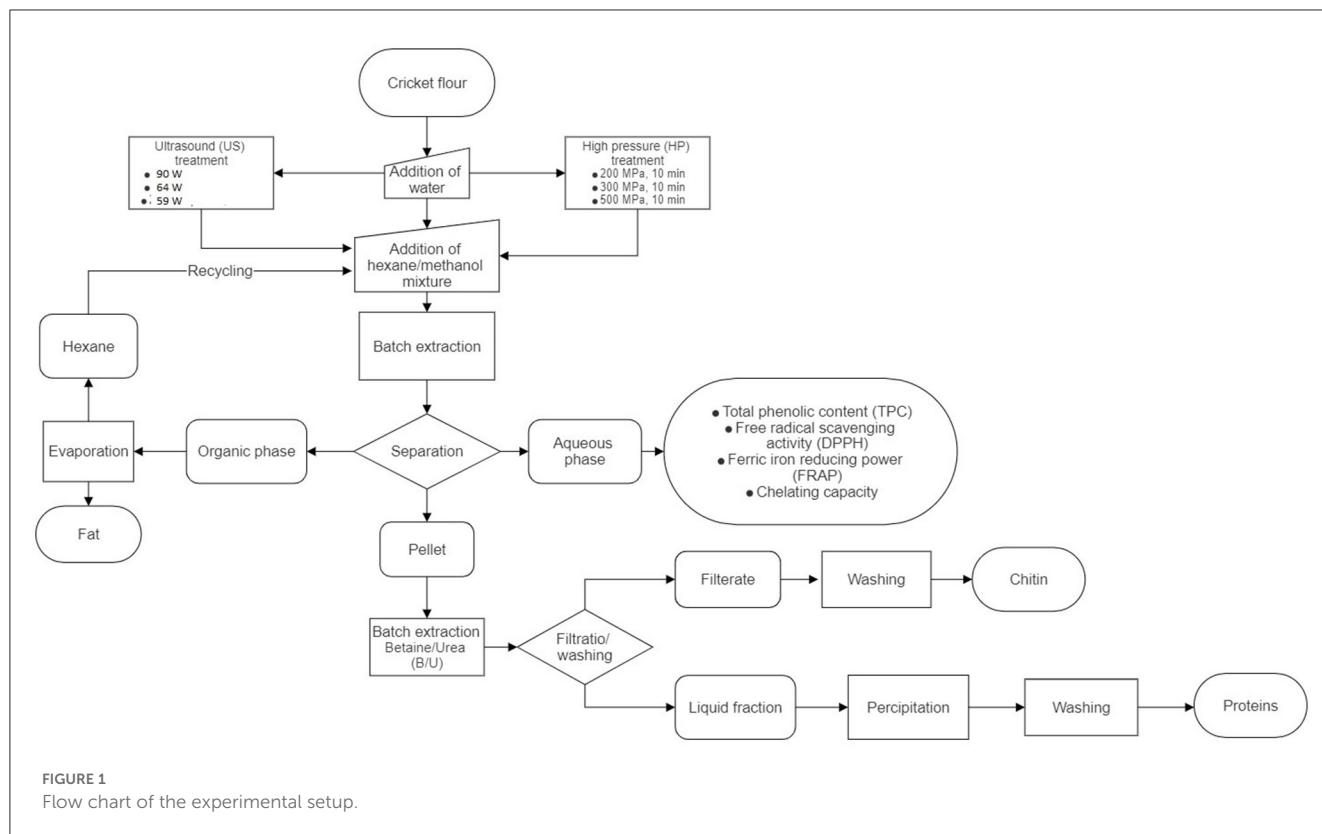 Cricket flour
Ultrasound (US)
treatment
● 90 W
● 64 W
● 59 W
Addition of
water
High pressure (HP)
treatment
● 200 MPa, 10 min
● 300 MPa, 10 min
● 500 MPa, 10 min
Addition of
hexane/methanol
mixture
Recycling
Hexane
Batch extraction
Evaporation
Organic phase
Separation
Aqueous
phase
● Total phenolic content (TPC)
● Free radical scavenging
activity (DPPH)
● Ferric iron reducing power
(FRAP)
● Chelating capacity
Fat
Pellet
Batch extraction
Betaine/Urea
(B/U)
Filtratio/
washing
Filterate
Washing
Chitin
Liquid fraction
Percipitation
Washing
Proteins
FIGURE 1
Flow chart of the experimental setup.